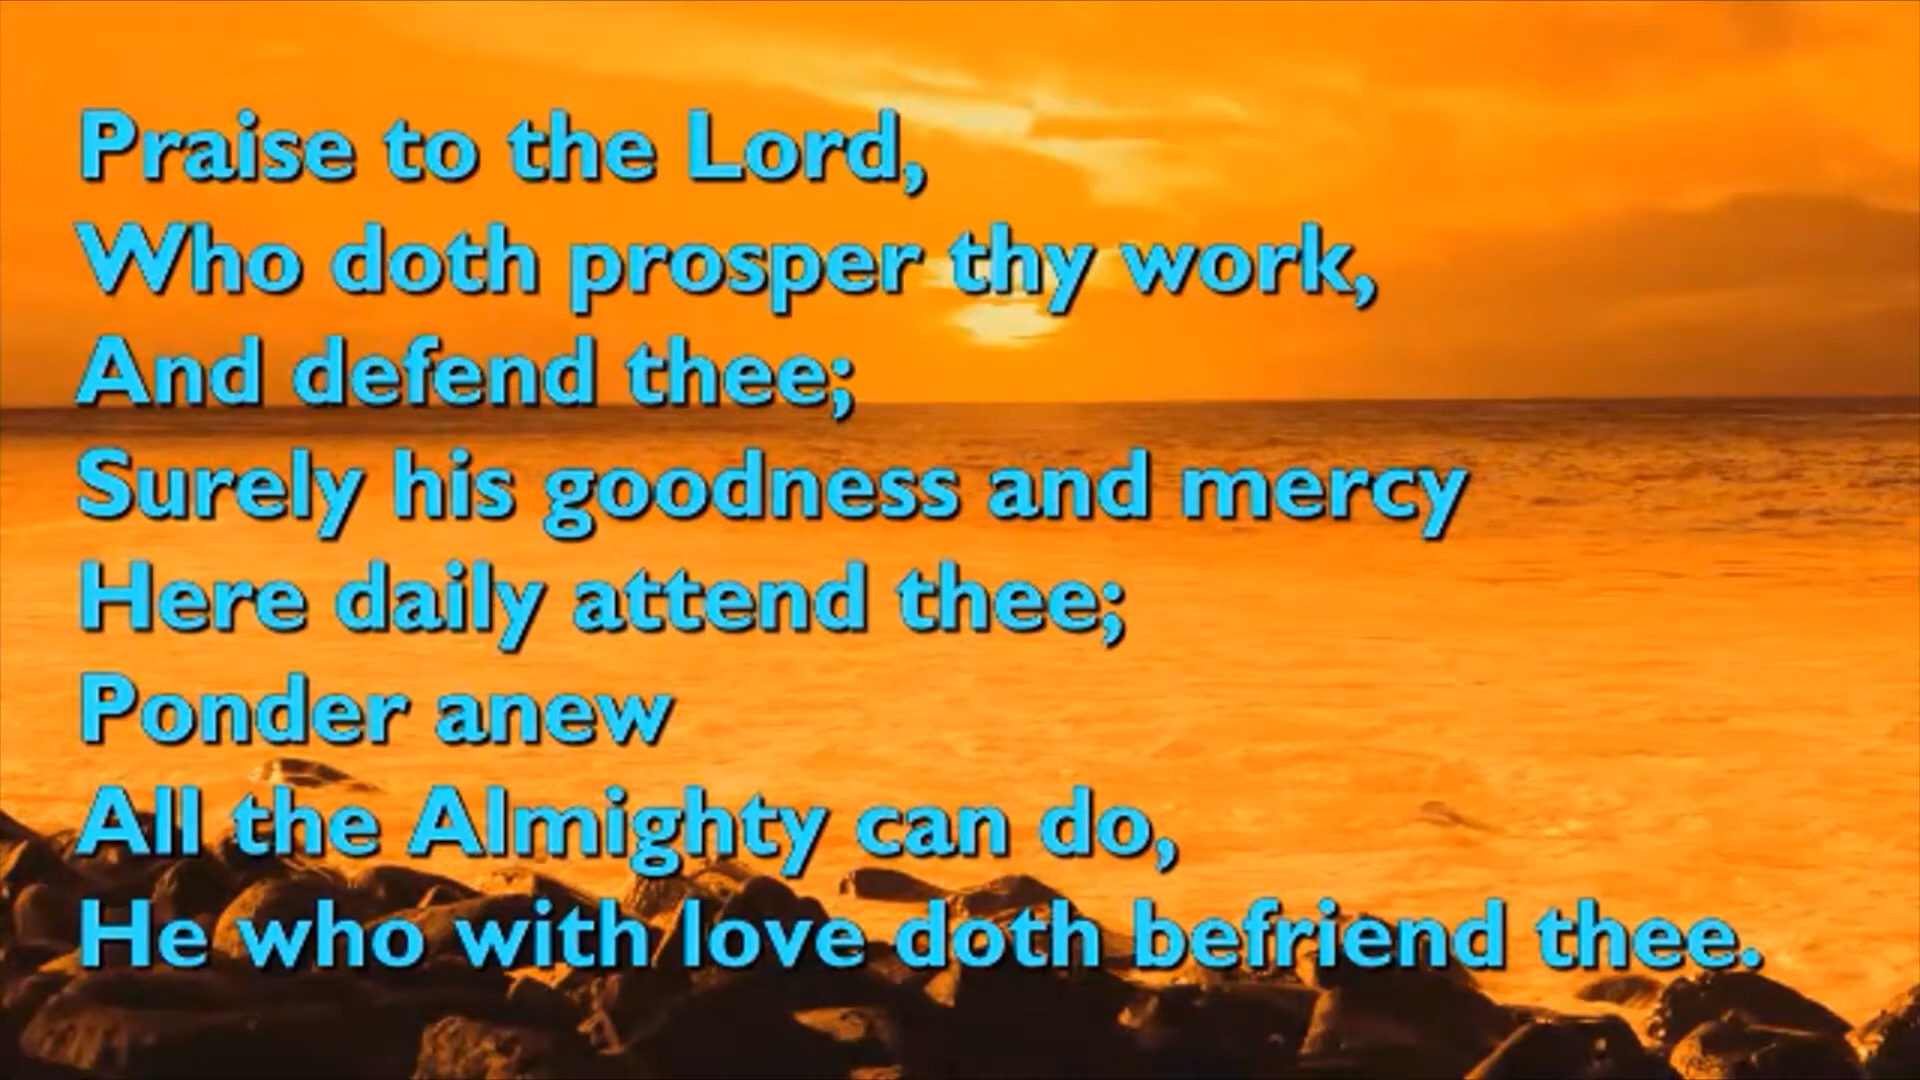 Praise to the Lord,
Who doth prosper thy work,
And defend thee;
Surely his goodness and mercy
Here daily attend thee;
Ponder anew
All the Almighty can do,
He who with love doth befriend thee.